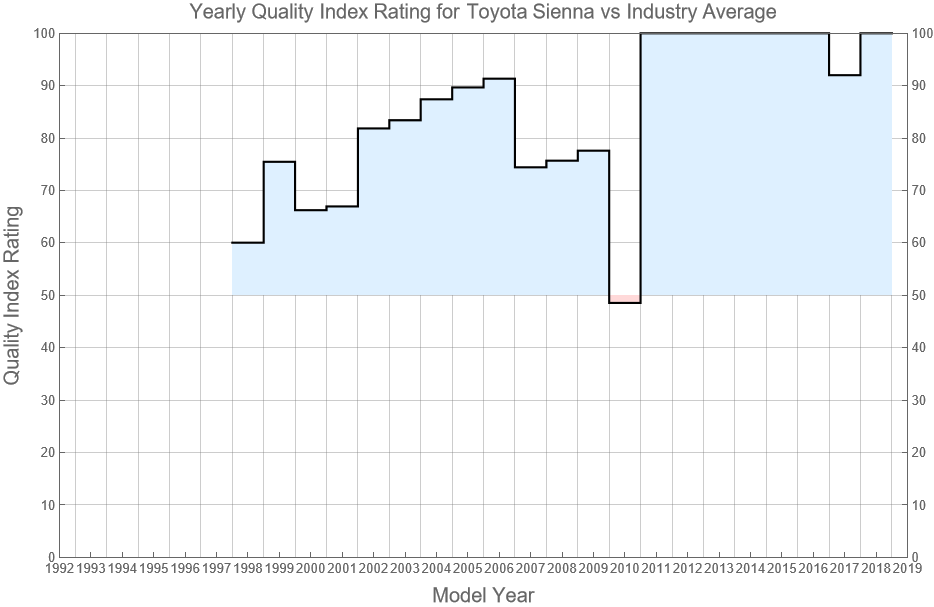 Yearly Quality Index Rating for Toyota Sienna vs Industry Average
100 100
90 90
80 80
70 70
60 60
50 50
40 40
30 30
20 20
10 10
0 0
Quality Index Rating
1992 1993 1994 1995 1996 1997 1998 1999 2000 2001 2002 2003 2004 2005 2006 2007 2008 2009 2010 2011 2012 2013 2014 2015 2016 2017 2018 2019
Model Year